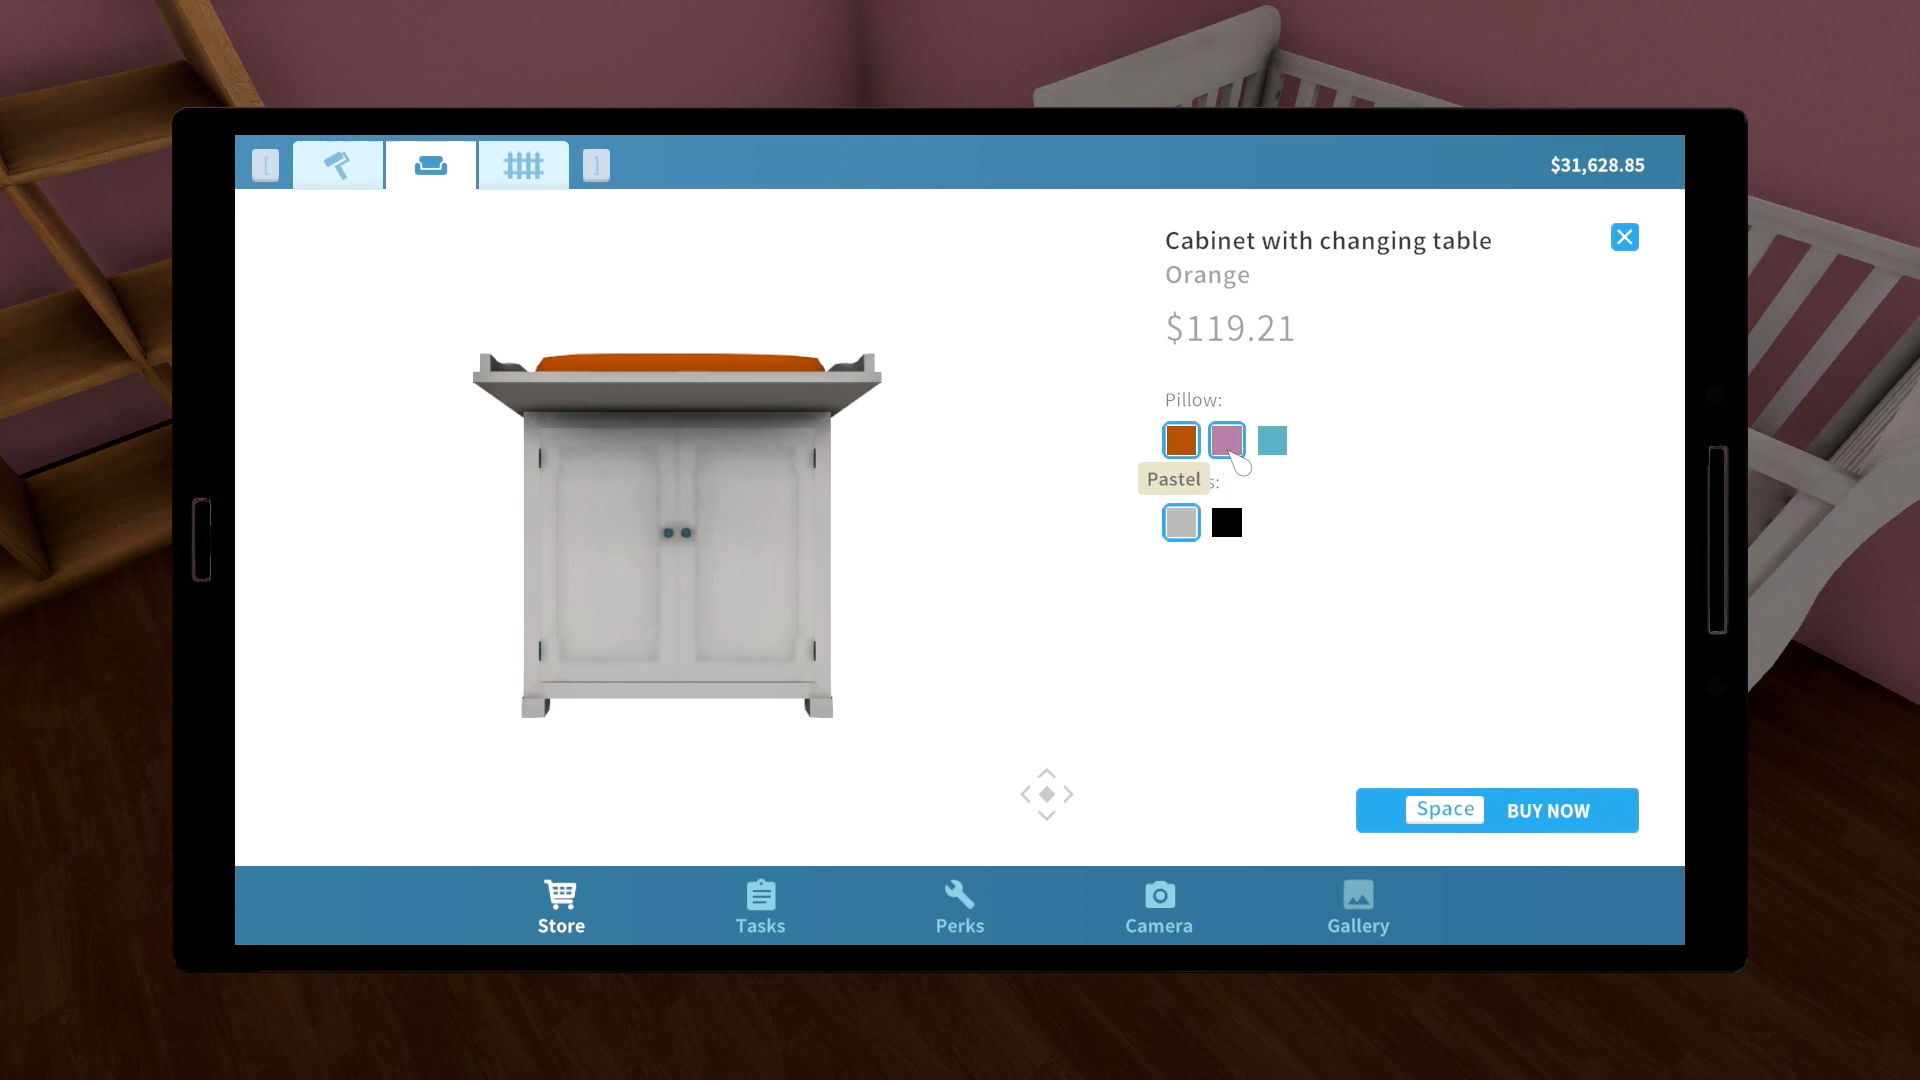 [
]
$31,628.85
Cabinet with changing table
Orange
$119.21
Pillow:
Pastel
s:
Space BUY NOW
Store
Tasks
Perks
Camera
Gallery